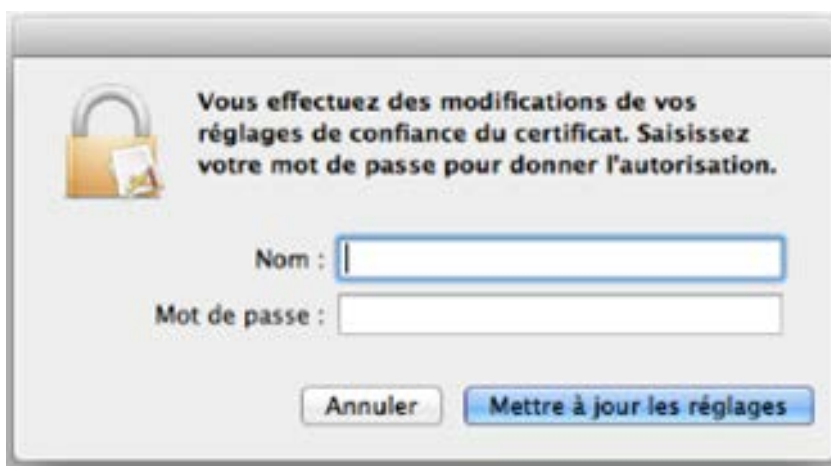 Vous effectuez des modifications de vos
réglages de confiance du certificat. Saisissez
votre mot de passe pour donner l'autorisation.
Nom :
Mot de passe :
Annuler
Mettre à jour les réglages